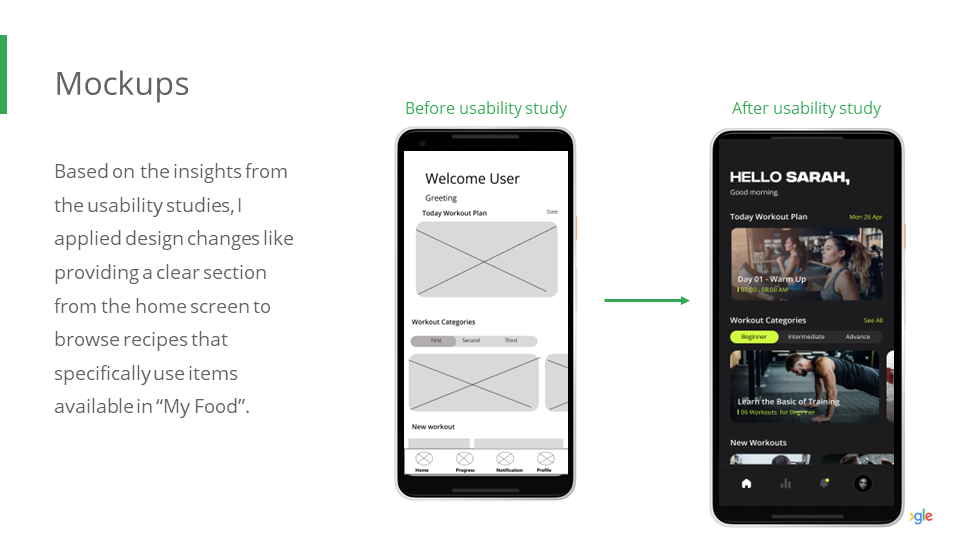 Mockups
Based on the insights from
the usability studies, I
applied design changes like
providing a clear section
from the home screen to
browse recipes that
specifically use items
available in “My Food”.
Before usability study
Welcome User
Greeting
Today Workout Plan Date
Workout Categories
First Second Third
New workout
Home Progress Notification Profile
After usability study
HELLO SARAH,
Good morning.
Today Workout Plan Mon 26 Apr
Day 01 - Warm Up
07:00 - 08:00 AM
Workout Categories See All
Beginner Intermediate Advance
Learn the Basic of Training
06 Workouts for Beginner
New Workouts
ogle